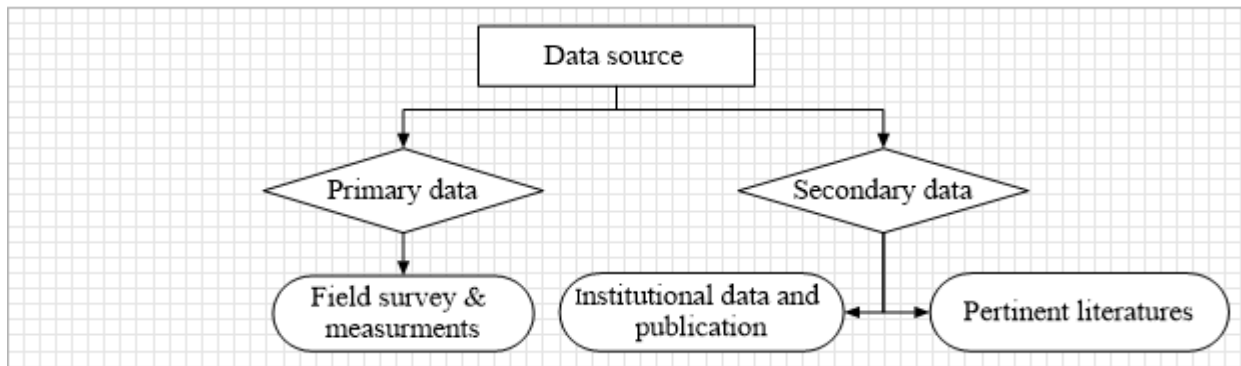 Data source
Primary data
Secondary data
Field survey &
measurments
Institutional data and
publication
Pertinent literatures